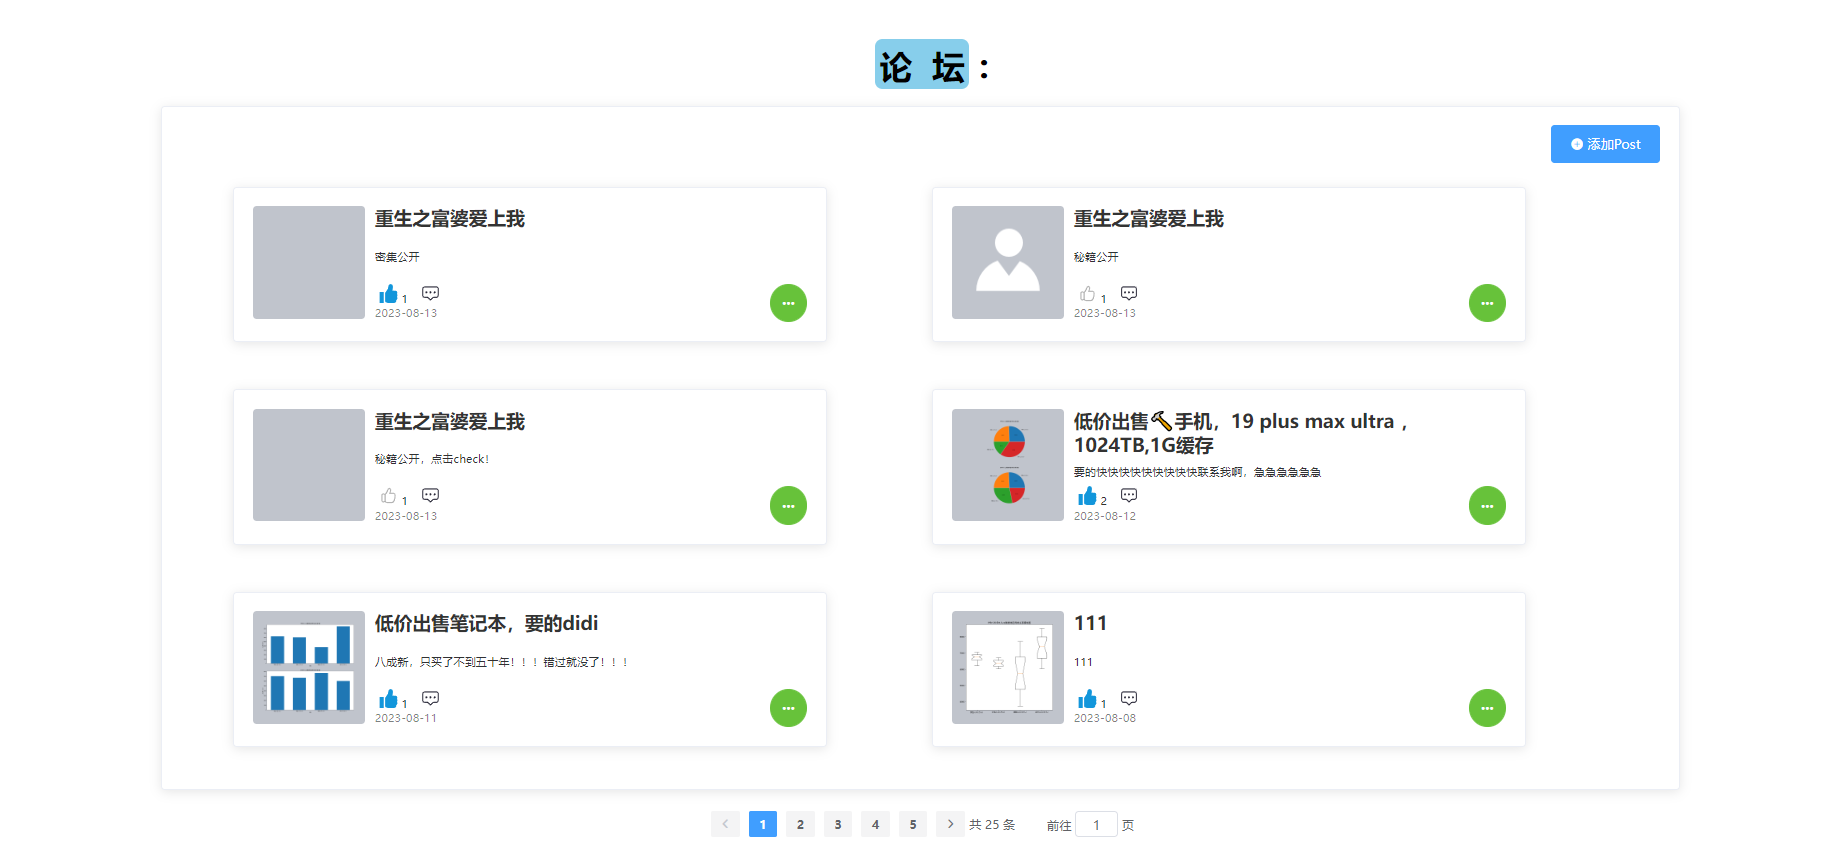 论 坛：
添加Post
重生之富婆爱上我
密集公开
1
2023-08-13
重生之富婆爱上我
秘籍公开
1
2023-08-13
重生之富婆爱上我
秘籍公开，点击check！
1
2023-08-13
低价出售🔨手机，19 plus max ultra，
1024TB,1G缓存
要的快快快快快快快快快联系我啊，急急急急急急
2
2023-08-12
低价出售笔记本，要的didi
八成新，只买了不到五十年！！！错过就没了！！！
1
2023-08-11
111
111
1
2023-08-08
1 2 3 4 5 共 25 条 前往 1 页